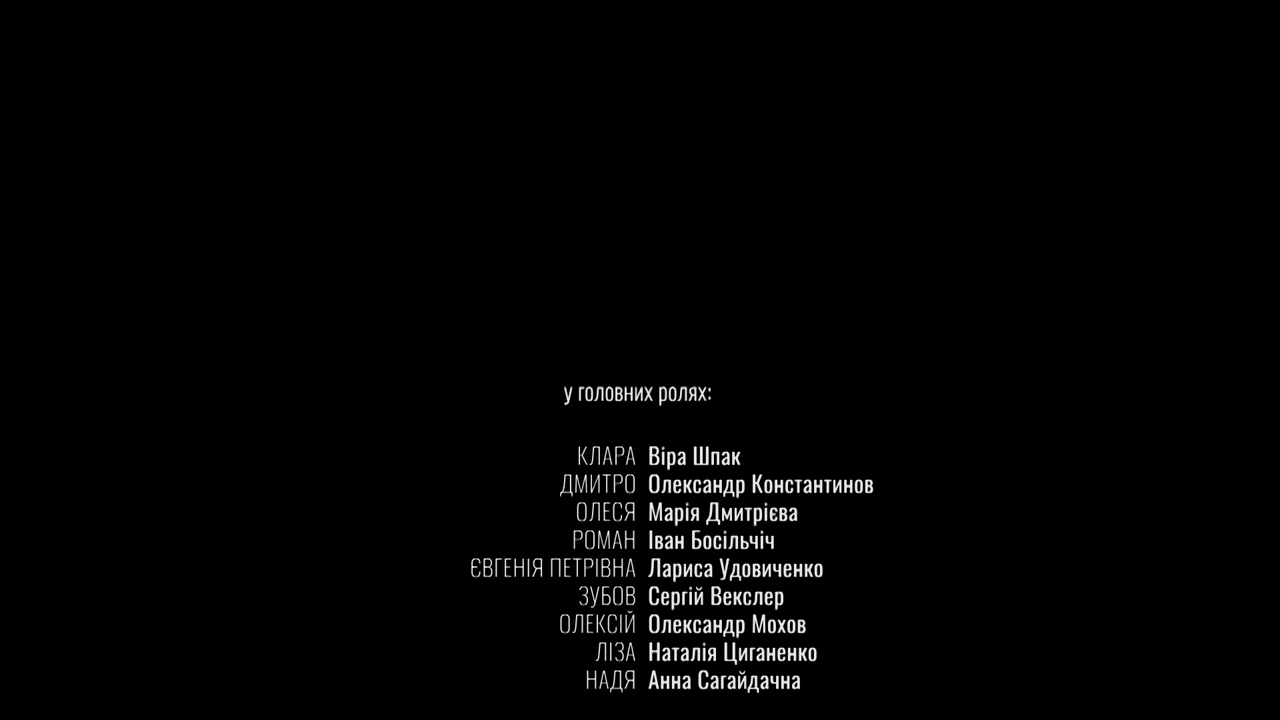 у головних ролях:
КЛАРА Віра Шпак
ДМИТРО Олександр Константинов
ОЛЕСЯ Марія Дмитрієва
РОМАН Іван Босільчіч
ЄВГЕНІЯ ПЕТРІВНА Лариса Удовиченко
ЗУБОВ Сергій Векслер
ОЛЕКСІЙ Олександр Мохов
ЛІЗА Наталія Циганенко
НАДЯ Анна Сагайдачна